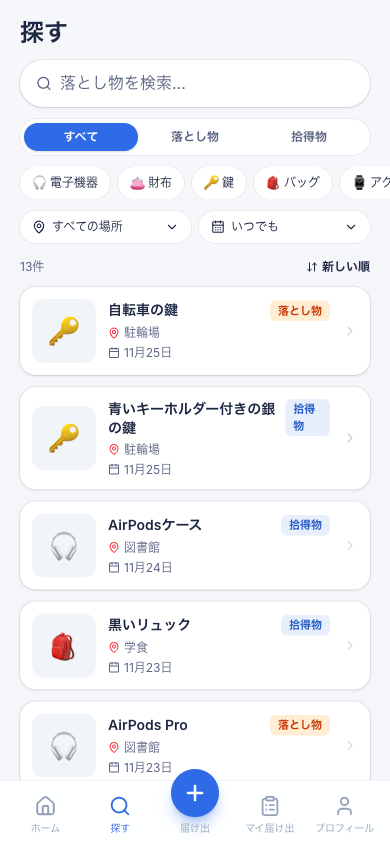 探す
落とし物を検索...
すべて 落とし物 拾得物
電子機器 財布 鍵 バッグ アク
すべての場所 いつでも
13件 新しい順
自転車の鍵 落とし物
駐輪場
11月25日
青いキーホルダー付きの銀 拾得
の鍵 物
駐輪場
11月25日
AirPodsケース 拾得物
図書館
11月24日
黒いリュック 拾得物
学食
11月23日
AirPods Pro 落とし物
図書館
11月23日
ホーム 探す 届け出 マイ届け出 プロフィール